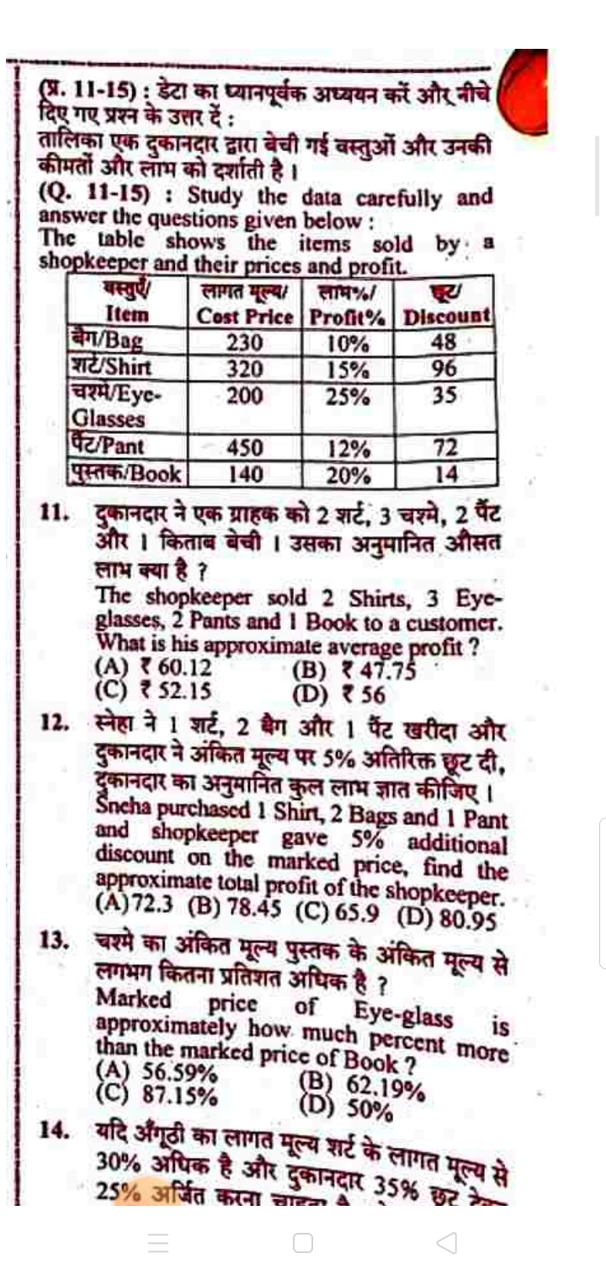 (प्र. 11-15) : डेटा का ध्यानपूर्वक अध्ययन करें और नीचे
दिए गए प्रश्न के उत्तर दें :
तालिका एक दुकानदार द्वारा बेची गई वस्तुओं और उनकी
कीमतों और लाभ को दर्शाती है ।
(Q. 11-15) : Study the data carefully and
answer the questions given below :
The table shows the items sold by a
shopkeeper and their prices and profit.
वस्तुएँ/ लागत मूल्य/ लाभ%/ छूट/
Item Cost Price Profit% Discount
बैग/Bag 230 10% 48
शर्ट/Shirt 320 15% 96
चश्मे/Eye- 200 25% 35
Glasses
पैंट/Pant 450 12% 72
पुस्तक/Book 140 20% 14
11. दुकानदार ने एक ग्राहक को 2 शर्ट, 3 चश्मे, 2 पैंट
और 1 किताब बेची । उसका अनुमानित औसत
लाभ क्या है ?
The shopkeeper sold 2 Shirts, 3 Eye-
glasses, 2 Pants and 1 Book to a customer.
What is his approximate average profit ?
(A) ₹ 60.12 (B) ₹ 47.75
(C) ₹ 52.15 (D) ₹ 56
12. स्नेहा ने 1 शर्ट, 2 बैग और 1 पैंट खरीदा और
दुकानदार ने अंकित मूल्य पर 5% अतिरिक्त छूट दी,
दुकानदार का अनुमानित कुल लाभ ज्ञात कीजिए ।
Sneha purchased 1 Shirt, 2 Bags and 1 Pant
and shopkeeper gave 5% additional
discount on the marked price, find the
approximate total profit of the shopkeeper.
(A) 72.3 (B) 78.45 (C) 65.9 (D) 80.95
13. चश्मे का अंकित मूल्य पुस्तक के अंकित मूल्य से
लगभग कितना प्रतिशत अधिक है ?
Marked price of Eye-glass is
approximately how much percent more
than the marked price of Book ?
(A) 56.59% (B) 62.19%
(C) 87.15% (D) 50%
14. यदि अँगूठी का लागत मूल्य शर्ट के लागत मूल्य से
30% अधिक है और दुकानदार 35% छूट देकर
25% अर्जित करना चाहता है